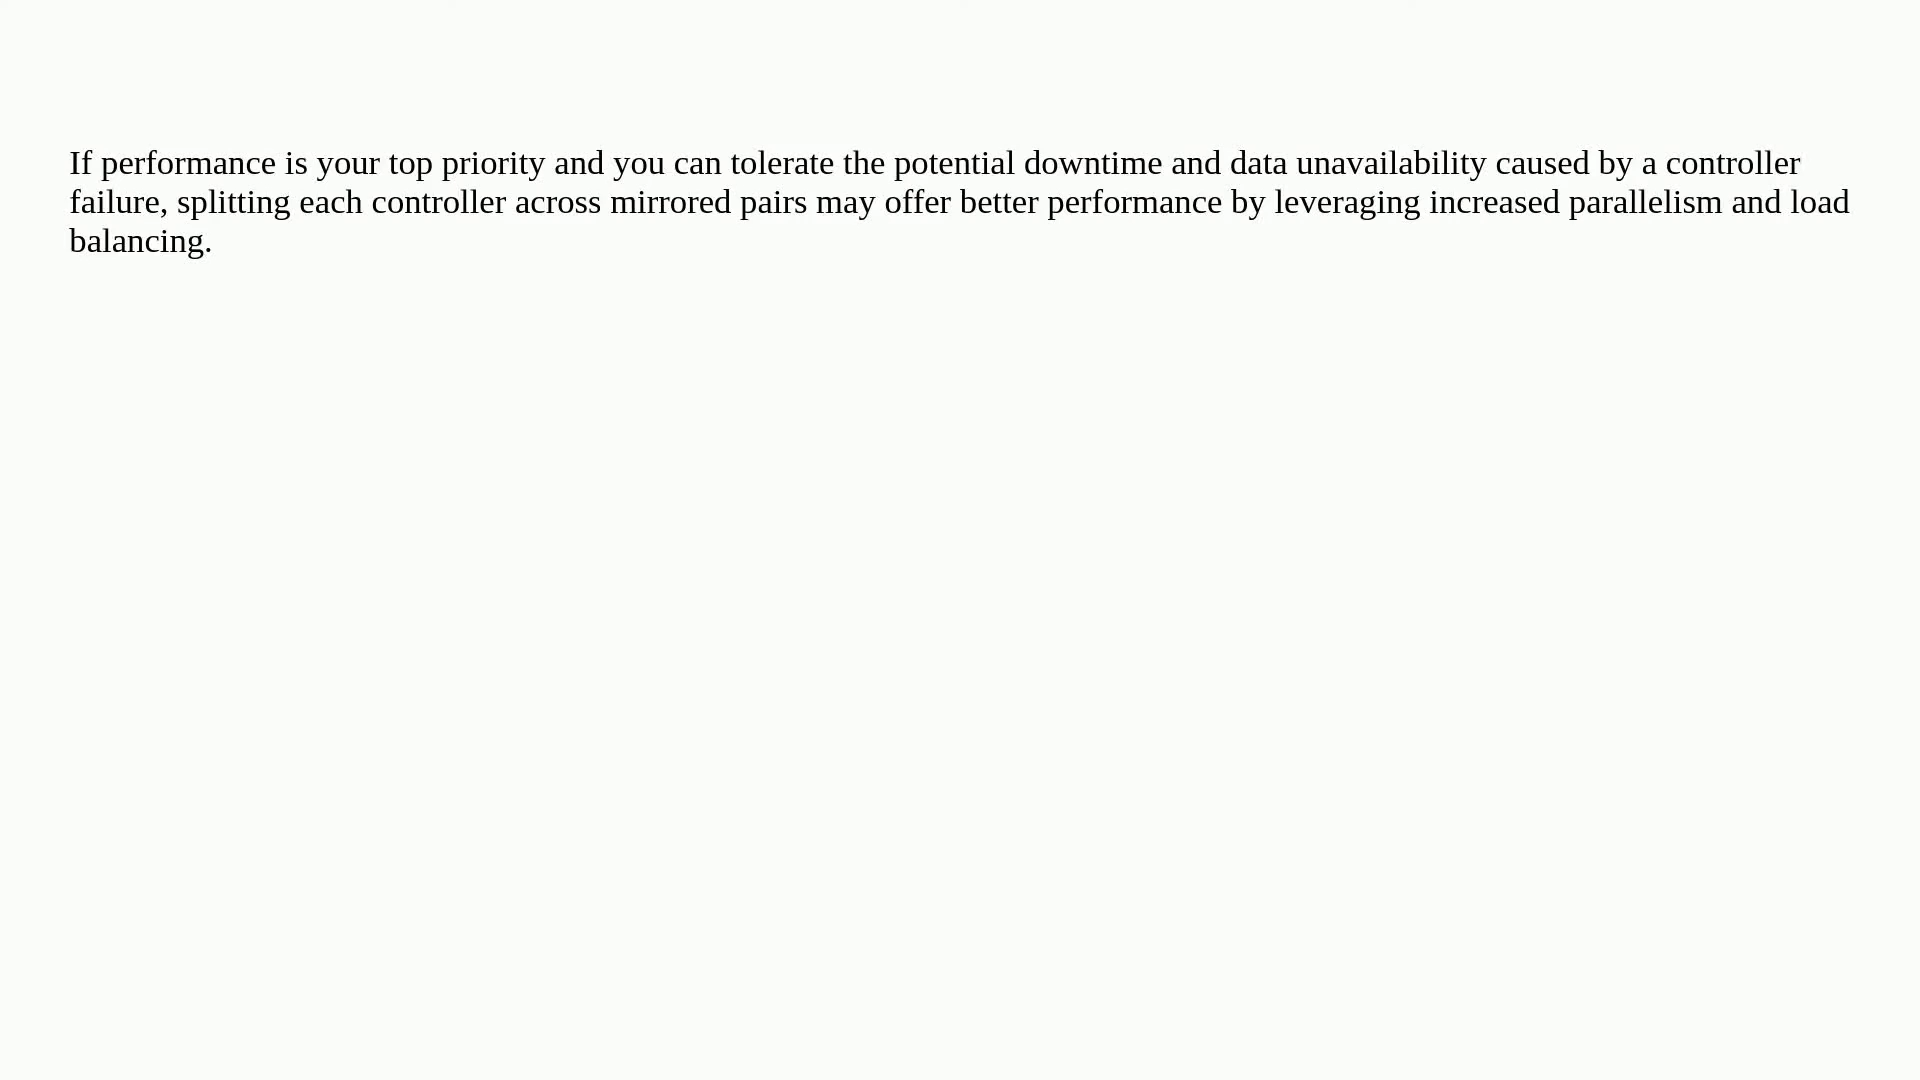 If performance is your top priority and you can tolerate the potential downtime and data unavailability caused by a controller
failure, splitting each controller across mirrored pairs may offer better performance by leveraging increased parallelism and load
balancing.